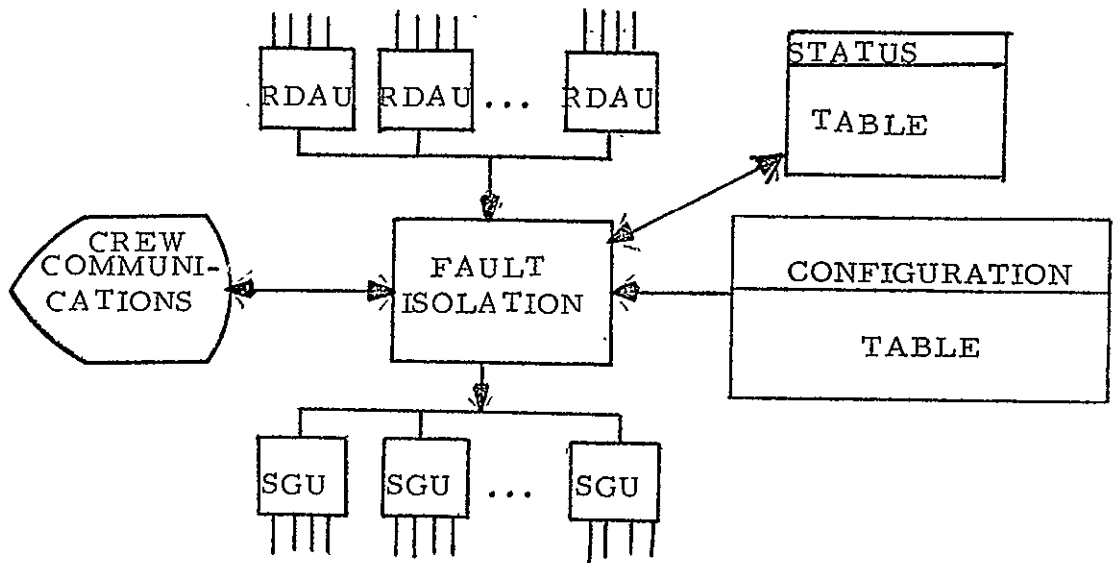 RDAU RDAU ... RDAU
STATUS
TABLE
CREW
COMMUNI-
CATIONS
FAULT
ISOLATION
CONFIGURATION
TABLE
SGU SGU ... SGU